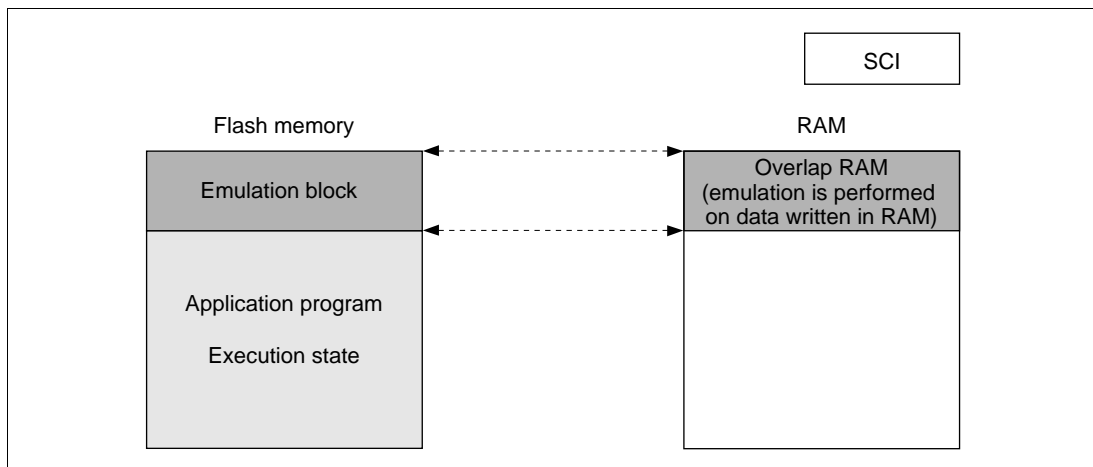 SCI
Flash memory
RAM
Emulation block
Overlap RAM
(emulation is performed
on data written in RAM)
Application program
Execution state